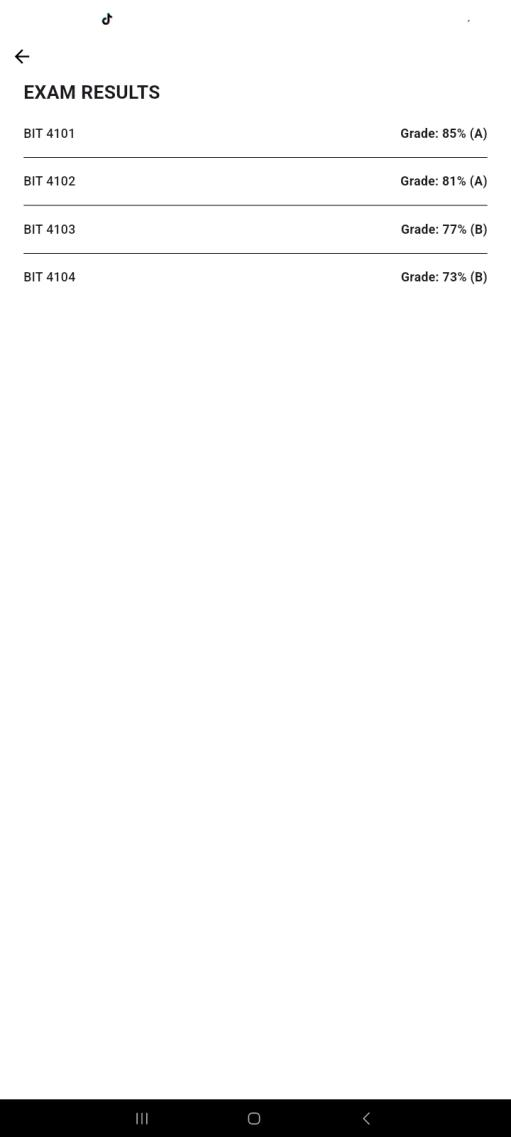 EXAM RESULTS
BIT 4101 Grade: 85% (A)
BIT 4102 Grade: 81% (A)
BIT 4103 Grade: 77% (B)
BIT 4104 Grade: 73% (B)